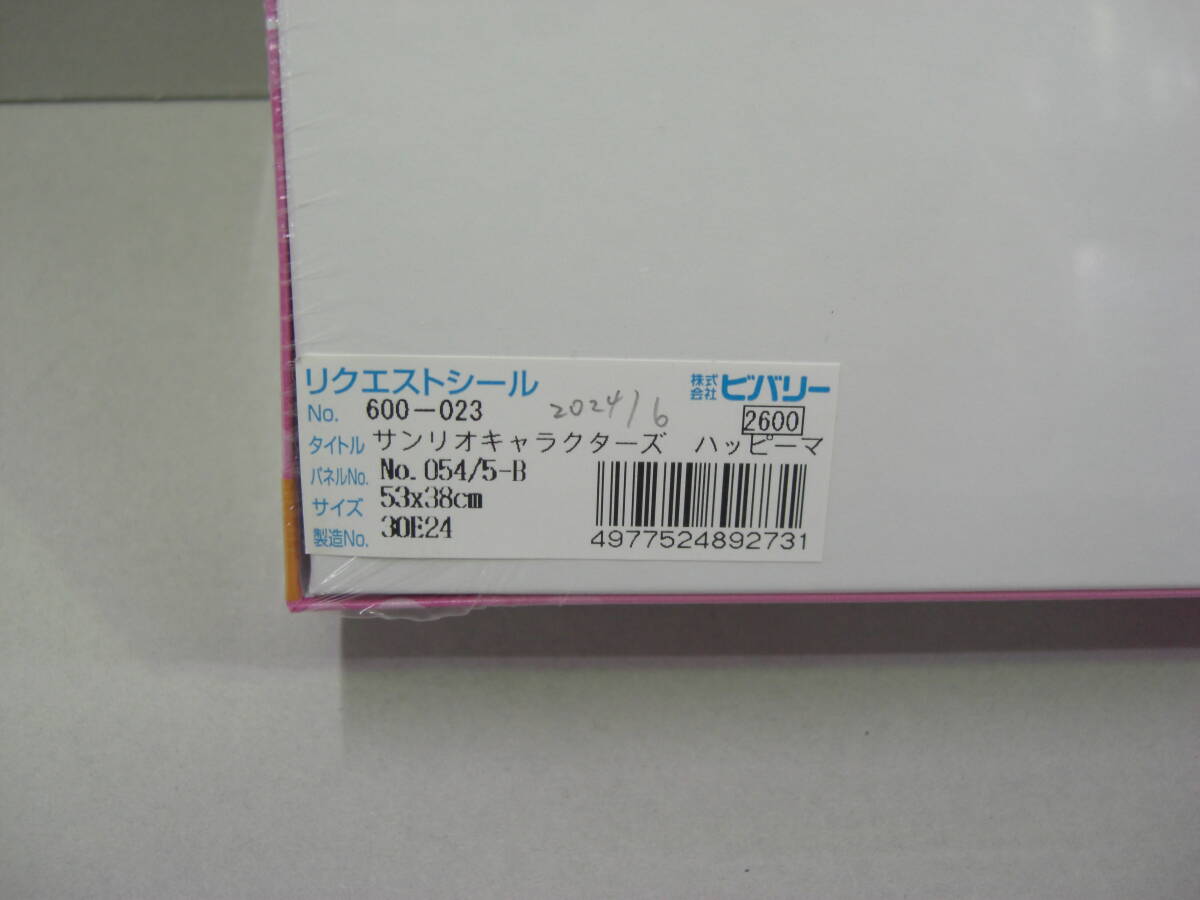 リクエストシール 株式会社 ビバリー
No. 600-023 2024/6 2600
タイトル サンリオキャラクターズ ハッピーマ
パネルNo. No.054/5-B
サイズ 53x38cm
製造No. 30E24
4977524892731